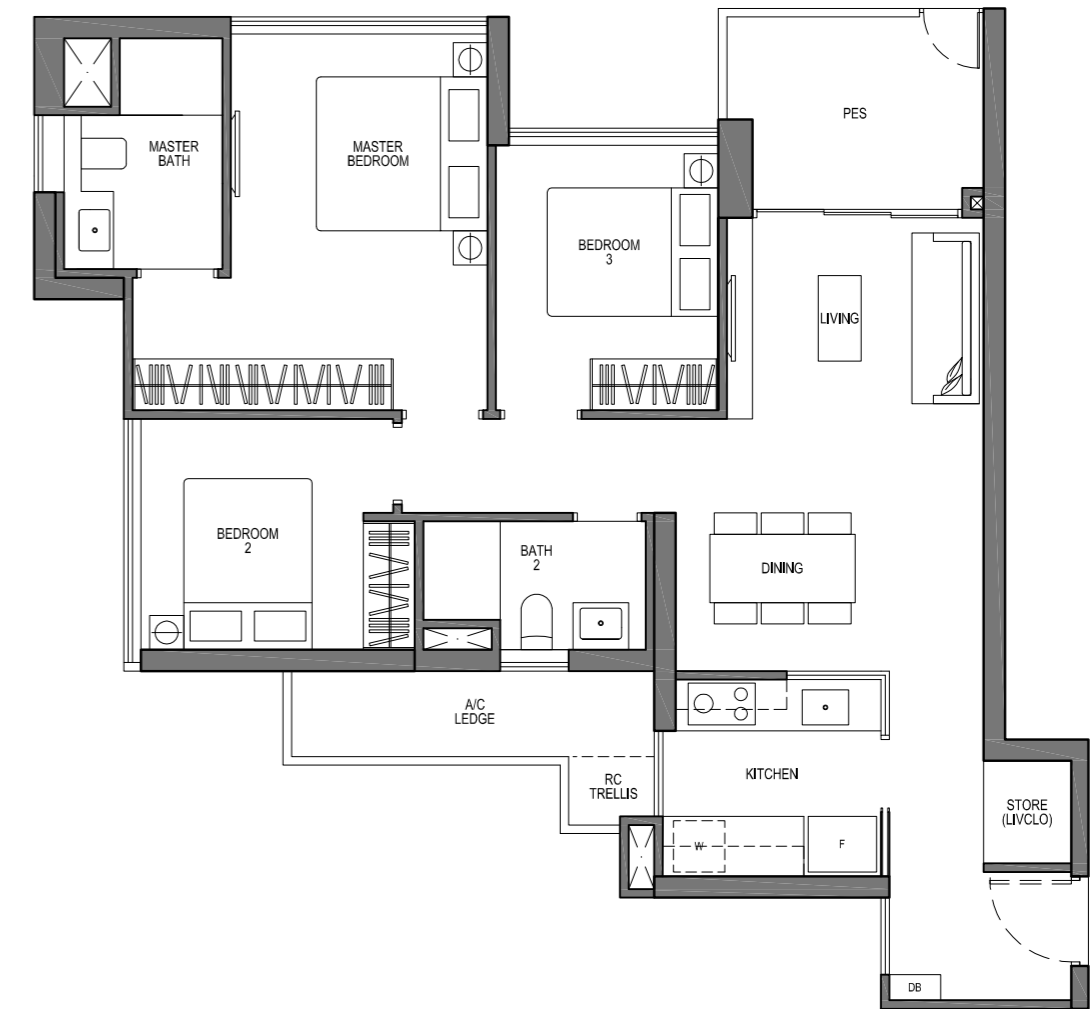 PES
MASTER
BATH
MASTER
BEDROOM
BEDROOM
3
LIVING
BEDROOM
2
BATH
2
DINING
A/C
LEDGE
RC
TRELLIS
KITCHEN
STORE
(LIVCLO)
W
F
DB